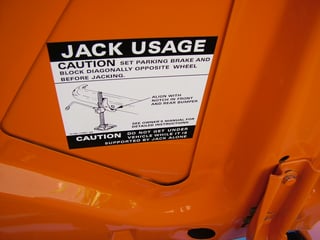 JACK USAGE
CAUTION SET PARKING BRAKE AND
BLOCK DIAGONALLY OPPOSITE WHEEL
BEFORE JACKING.
ALIGN WITH
NOTCH IN FRONT
AND REAR BUMPER
SEE OWNER'S MANUAL FOR
DETAILED INSTRUCTIONS
CAUTION DO NOT GET UNDER
VEHICLE WHILE IT IS
SUPPORTED BY JACK ALONE